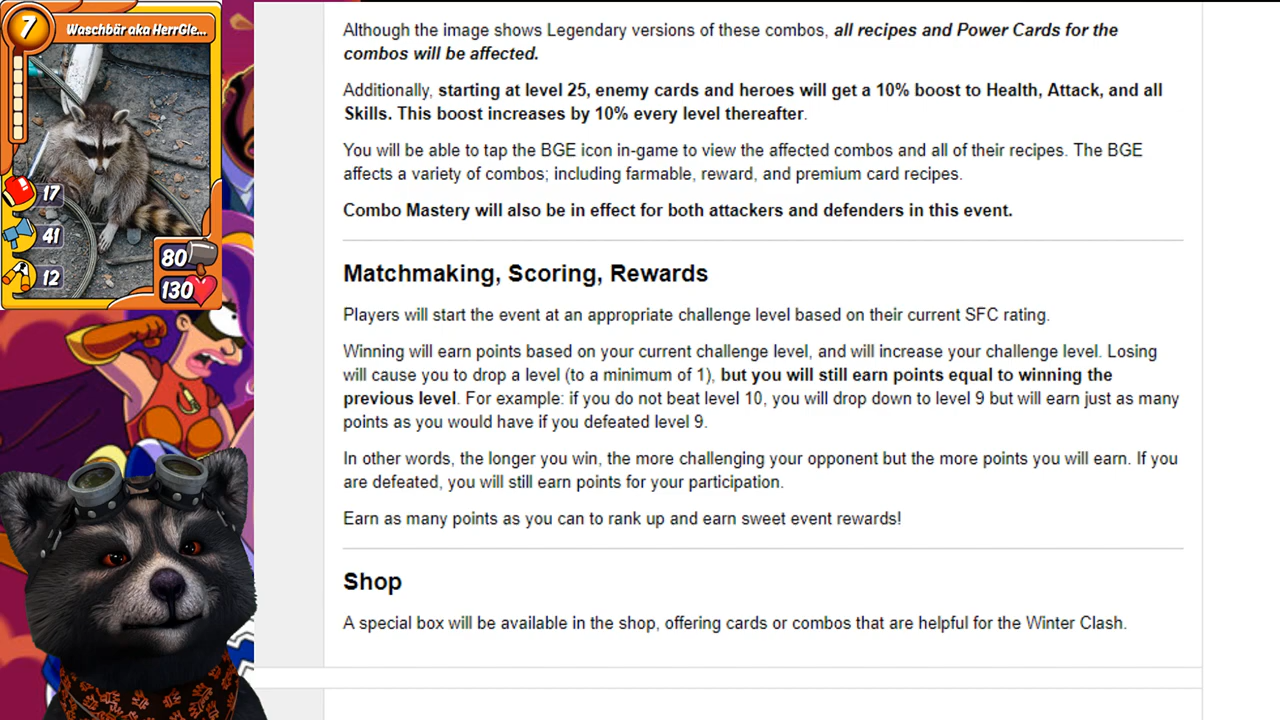 7
Waschbär aka HerrGle...
17
41
12
80
130
Although the image shows Legendary versions of these combos, all recipes and Power Cards for the
combos will be affected.
Additionally, starting at level 25, enemy cards and heroes will get a 10% boost to Health, Attack, and all
Skills. This boost increases by 10% every level thereafter.
You will be able to tap the BGE icon in-game to view the affected combos and all of their recipes. The BGE
affects a variety of combos; including farmable, reward, and premium card recipes.
Combo Mastery will also be in effect for both attackers and defenders in this event.
Matchmaking, Scoring, Rewards
Players will start the event at an appropriate challenge level based on their current SFC rating.
Winning will earn points based on your current challenge level, and will increase your challenge level. Losing
will cause you to drop a level (to a minimum of 1), but you will still earn points equal to winning the
previous level. For example: if you do not beat level 10, you will drop down to level 9 but will earn just as many
points as you would have if you defeated level 9.
In other words, the longer you win, the more challenging your opponent but the more points you will earn. If you
are defeated, you will still earn points for your participation.
Earn as many points as you can to rank up and earn sweet event rewards!
Shop
A special box will be available in the shop, offering cards or combos that are helpful for the Winter Clash.